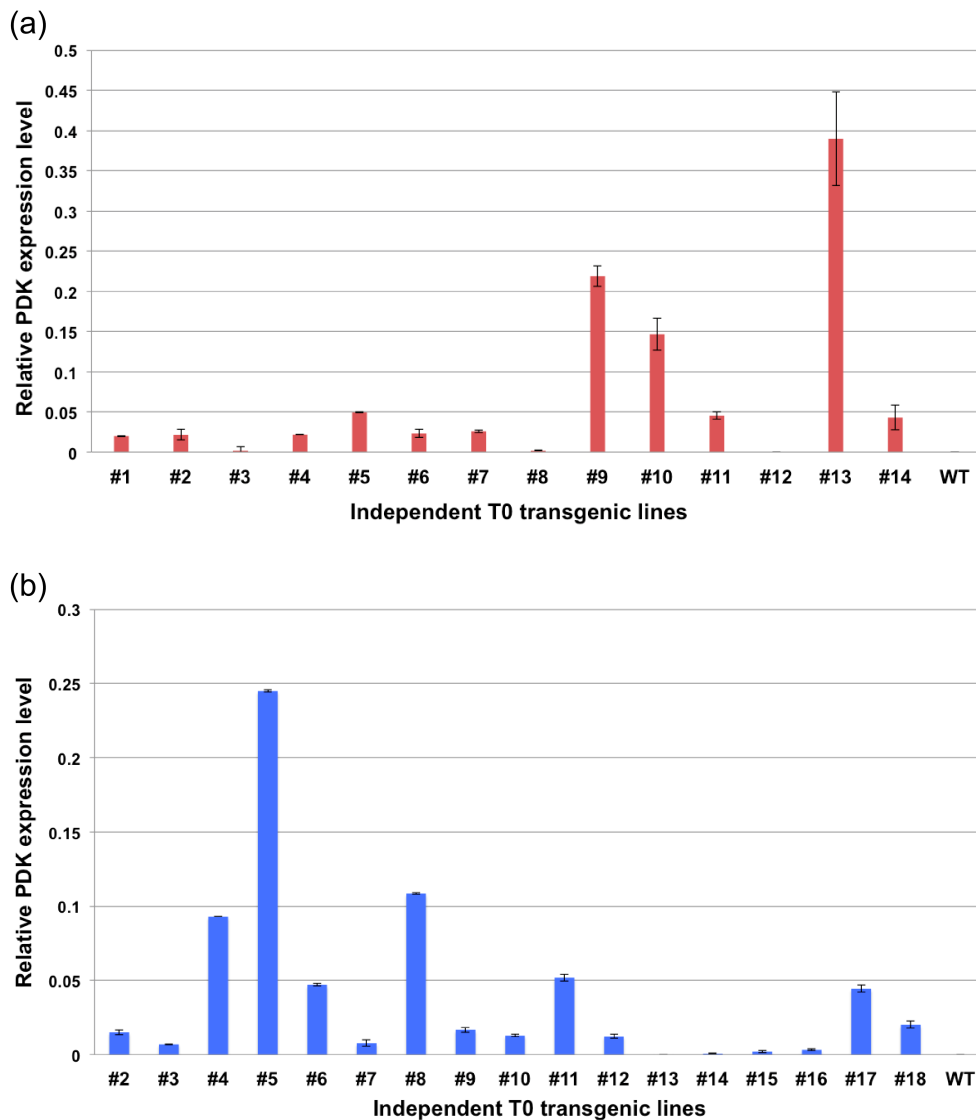 (a)
Relative PDK expression level
0.5
0.45
0.4
0.35
0.3
0.25
0.2
0.15
0.1
0.05
0
#1 #2 #3 #4 #5 #6 #7 #8 #9 #10 #11 #12 #13 #14 WT
Independent T0 transgenic lines
(b)
Relative PDK expression level
0.3
0.25
0.2
0.15
0.1
0.05
0
#2 #3 #4 #5 #6 #7 #8 #9 #10 #11 #12 #13 #14 #15 #16 #17 #18 WT
Independent T0 transgenic lines